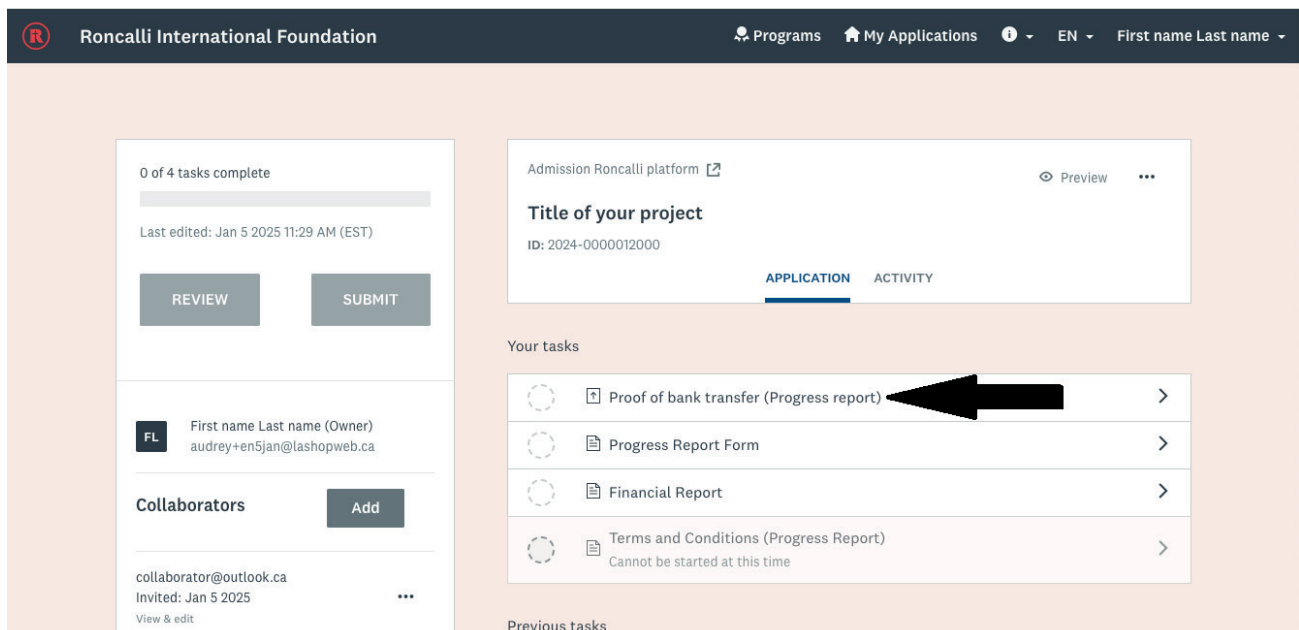 Roncalli International Foundation
Programs
My Applications
EN
First name Last name
0 of 4 tasks complete
Last edited: Jan 5 2025 11:29 AM (EST)
REVIEW
SUBMIT
FL
First name Last name (Owner)
audrey+en5jan@lashopweb.ca
Collaborators
Add
collaborator@outlook.ca
Invited: Jan 5 2025
View & edit
Admission Roncalli platform
Preview
Title of your project
ID: 2024-0000012000
APPLICATION
ACTIVITY
Your tasks
Proof of bank transfer (Progress report)
Progress Report Form
Financial Report
Terms and Conditions (Progress Report)
Cannot be started at this time
Previous tasks